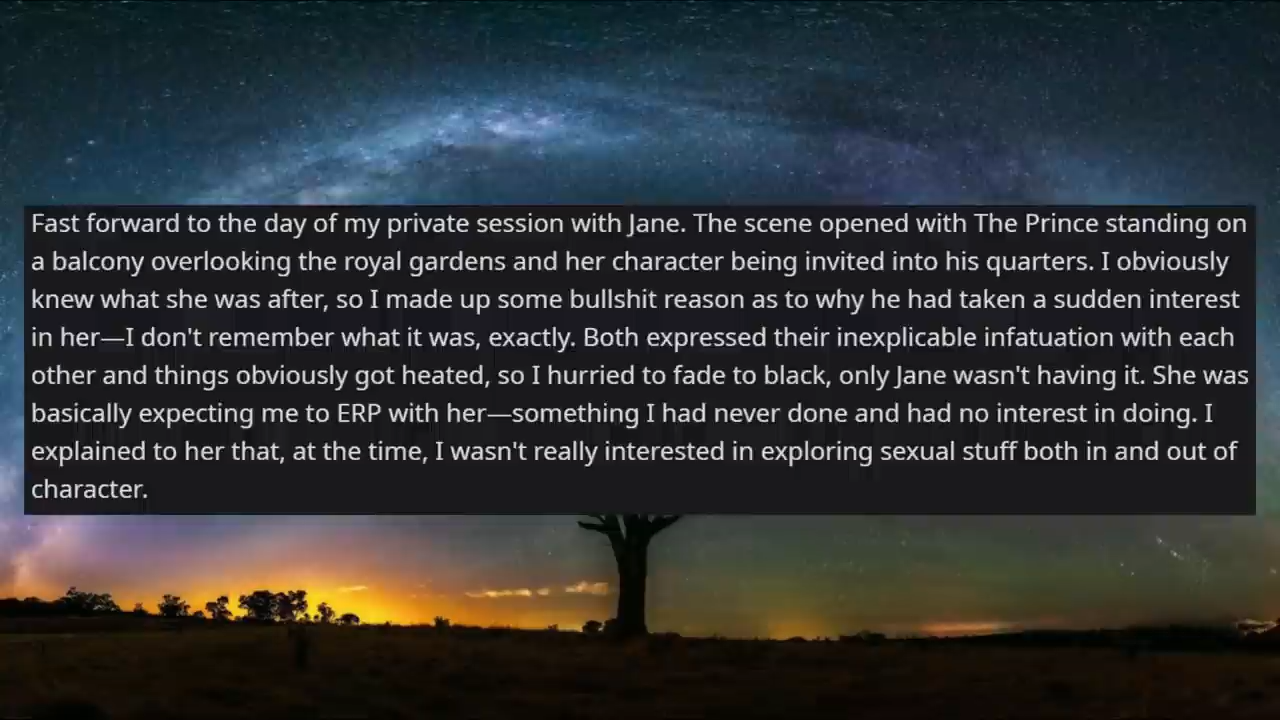 Fast forward to the day of my private session with Jane. The scene opened with The Prince standing on
a balcony overlooking the royal gardens and her character being invited into his quarters. I obviously
knew what she was after, so I made up some bullshit reason as to why he had taken a sudden interest
in her—I don't remember what it was, exactly. Both expressed their inexplicable infatuation with each
other and things obviously got heated, so I hurried to fade to black, only Jane wasn't having it. She was
basically expecting me to ERP with her—something I had never done and had no interest in doing. I
explained to her that, at the time, I wasn't really interested in exploring sexual stuff both in and out of
character.